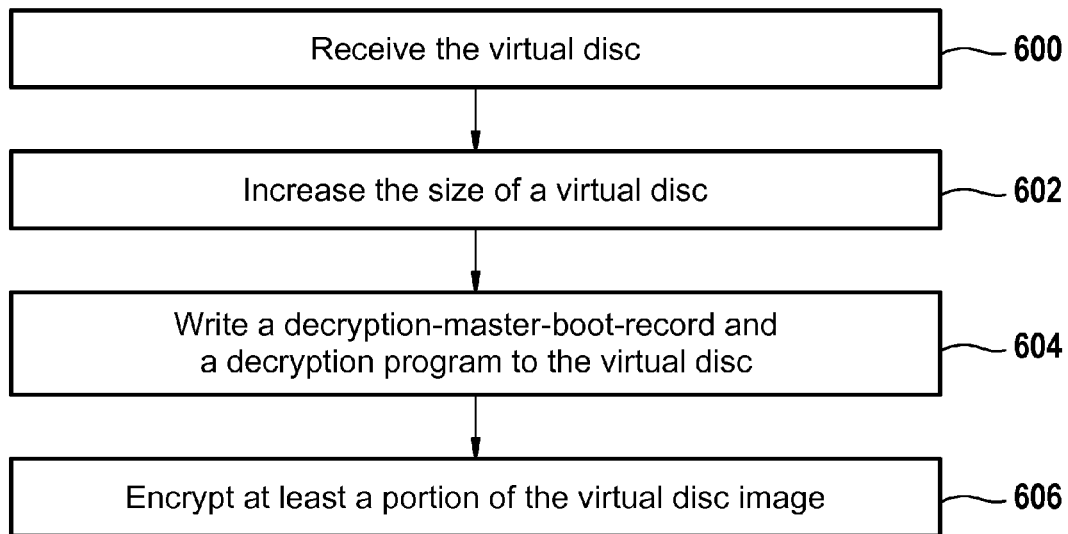 Receive the virtual disc
600
Increase the size of a virtual disc
602
Write a decryption-master-boot-record and
a decryption program to the virtual disc
604
Encrypt at least a portion of the virtual disc image
606